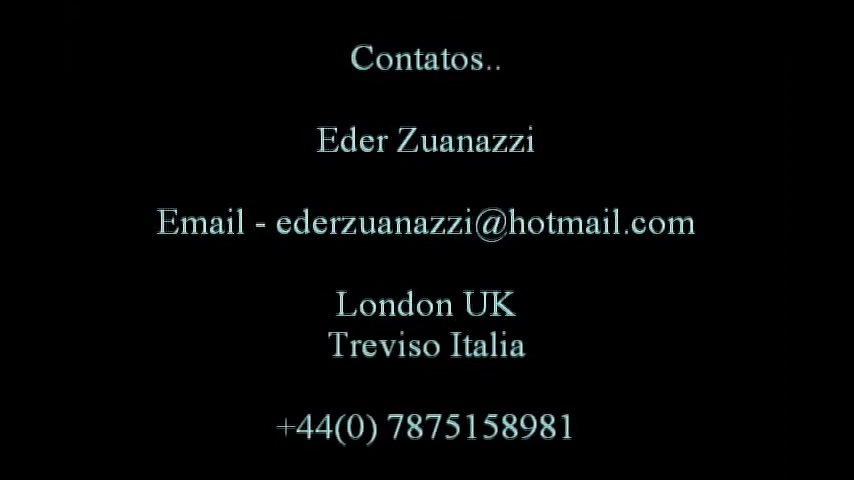 Contatos..
Eder Zuanazzi
Email - ederzuanazzi@hotmail.com
London UK
Treviso Italia
+44(0) 7875158981